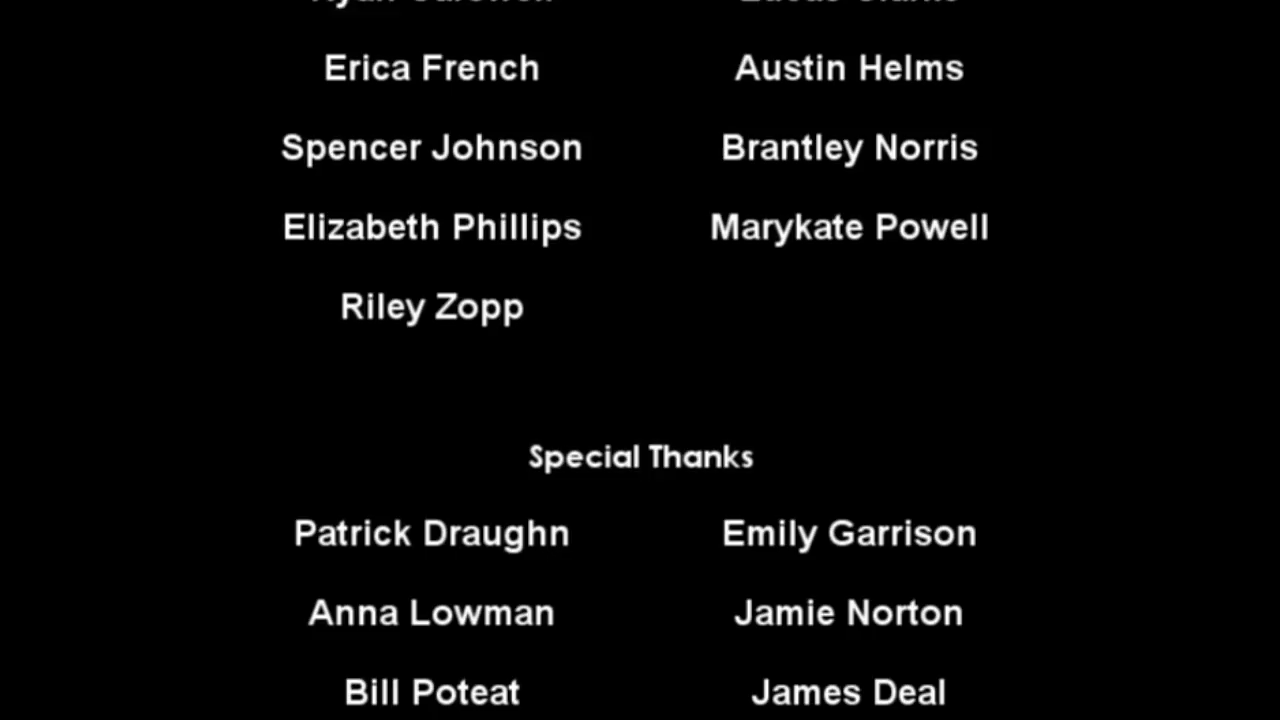 Erica French Austin Helms
Spencer Johnson Brantley Norris
Elizabeth Phillips Marykate Powell
Riley Zopp
Special Thanks
Patrick Draughn Emily Garrison
Anna Lowman Jamie Norton
Bill Poteat James Deal